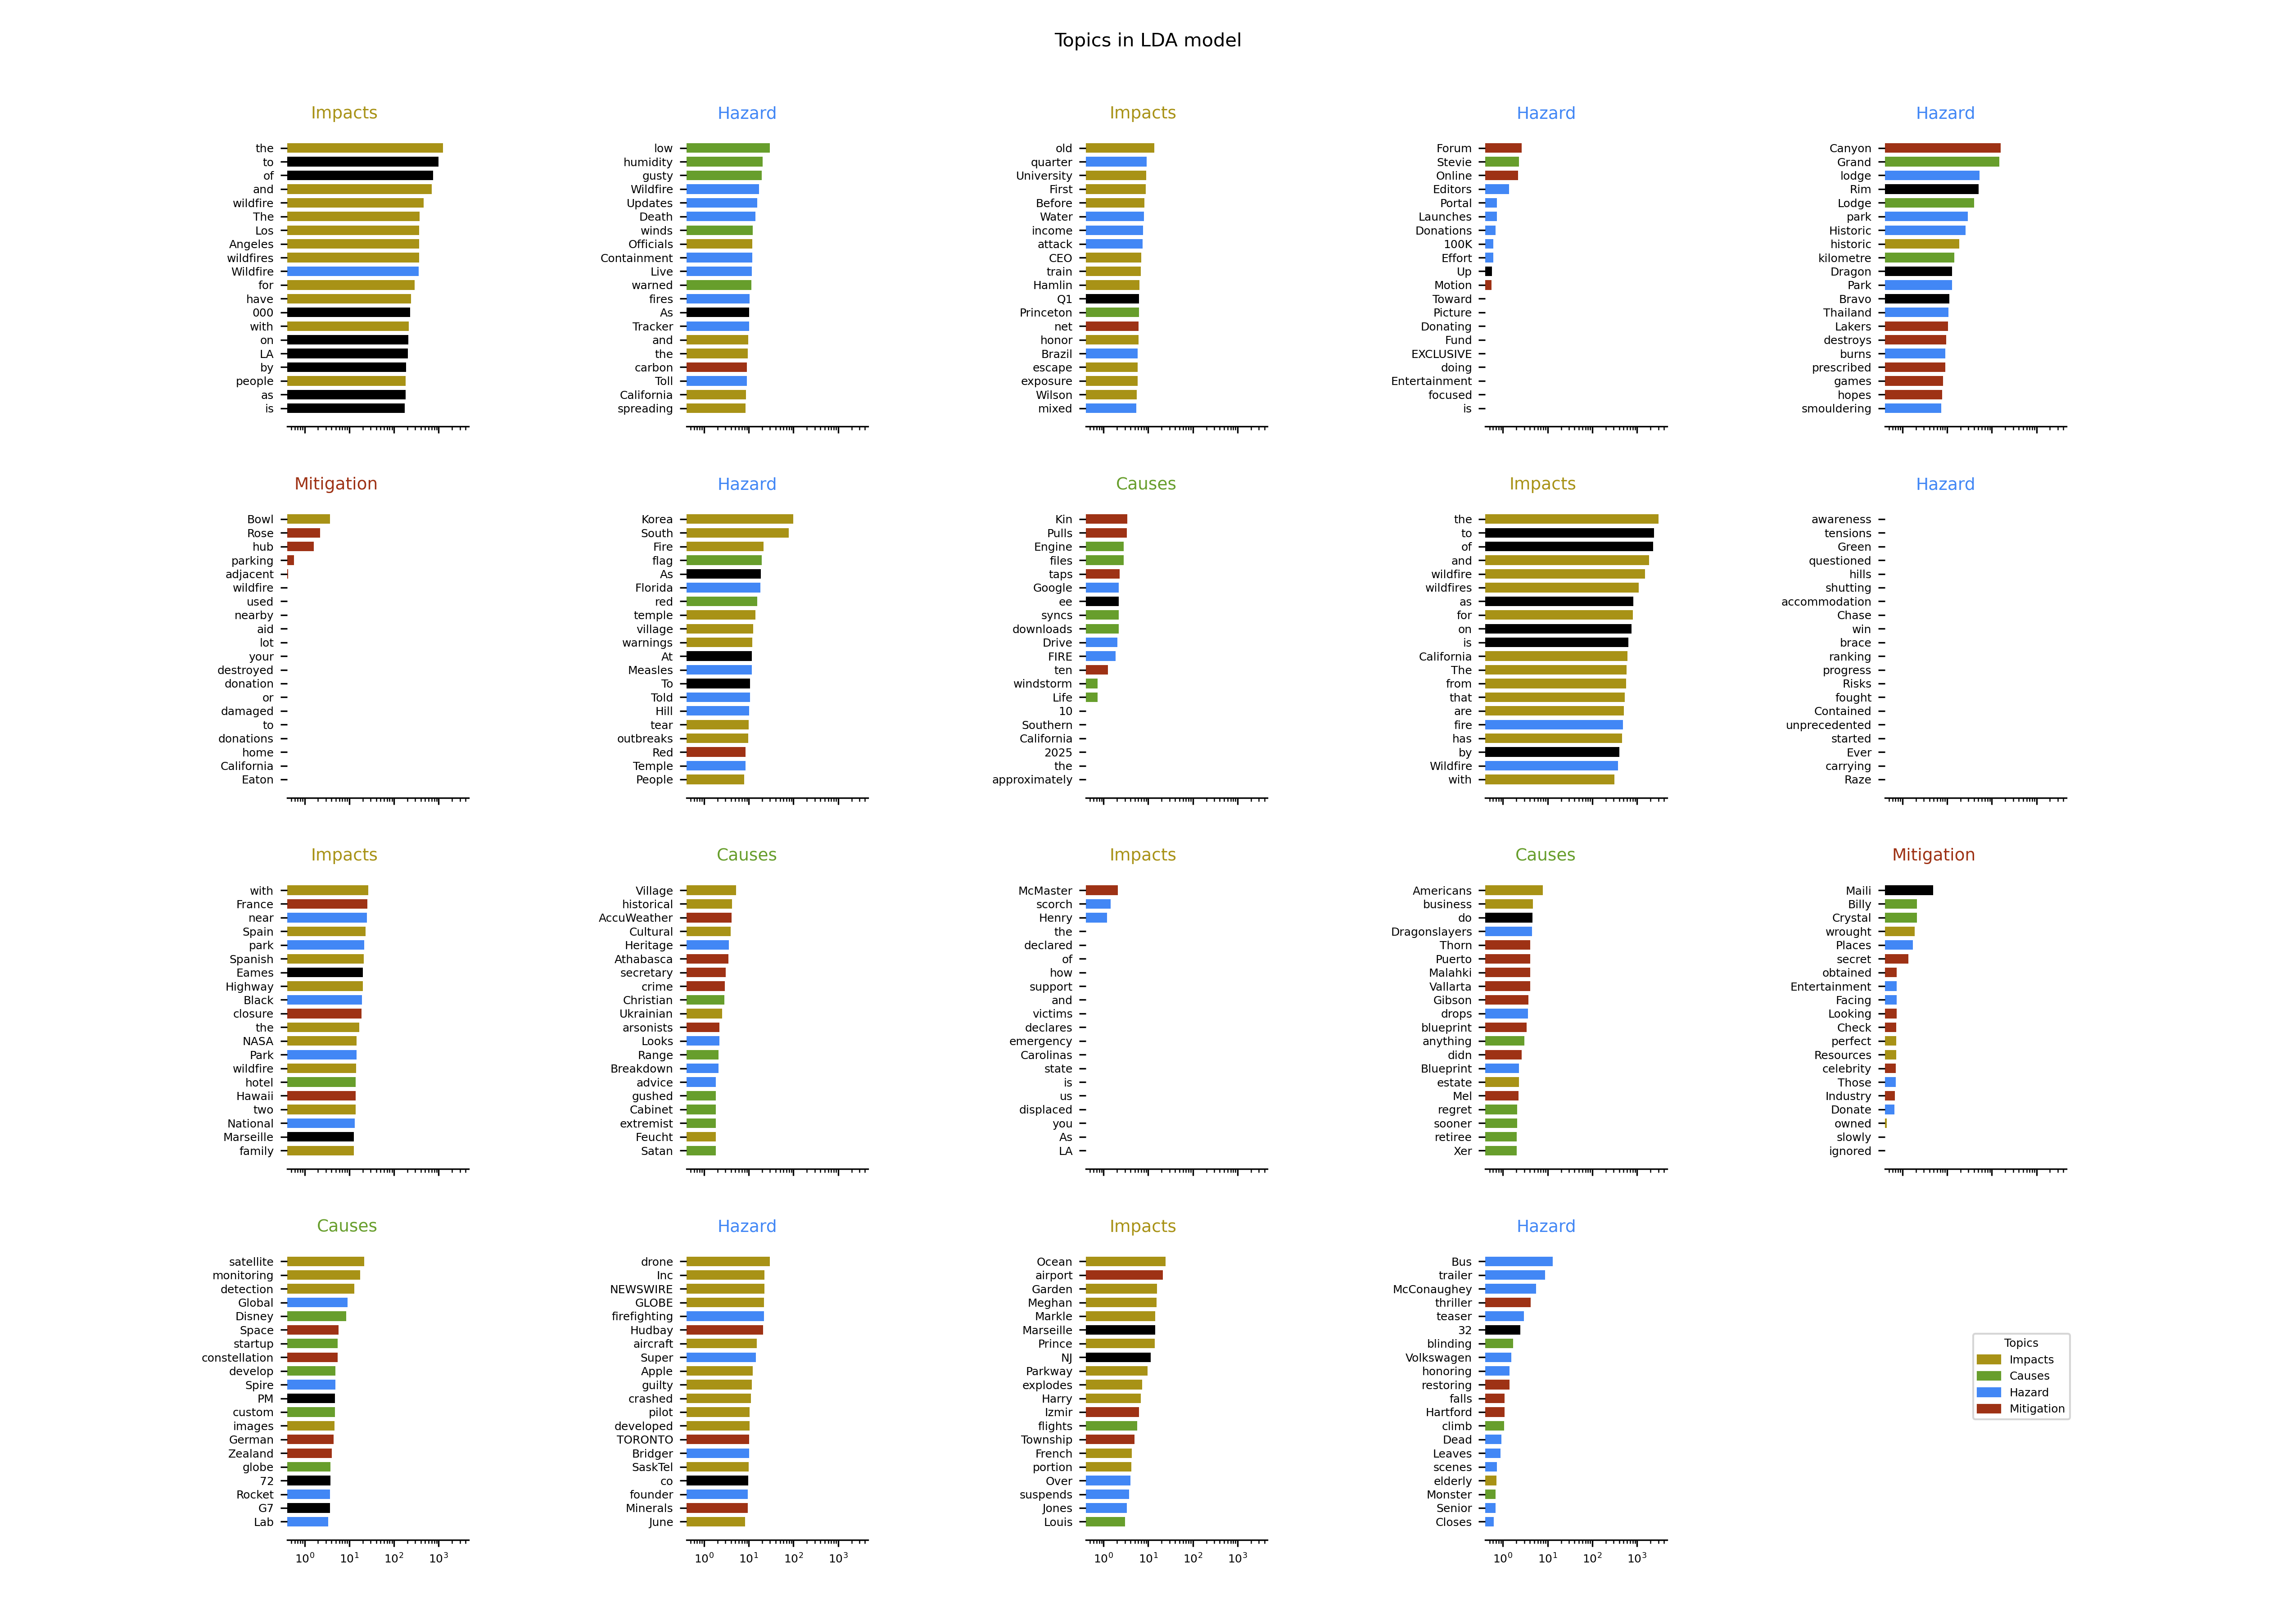 Topics in LDA model
Impacts
the
to
of
and
wildfire
The
Los
Angeles
wildfires
Wildfire
for
have
000
with
on
LA
by
people
as
is
Hazard
low
humidity
gusty
Wildfire
Updates
Death
winds
Officials
Containment
Live
warned
fires
As
Tracker
and
the
carbon
Toll
California
spreading
Impacts
old
quarter
University
First
Before
Water
income
attack
CEO
train
Hamlin
Q1
Princeton
net
honor
Brazil
escape
exposure
Wilson
mixed
Hazard
Forum
Stevie
Online
Editors
Portal
Launches
Donations
100K
Effort
Up
Motion
Toward
Picture
Donating
Fund
EXCLUSIVE
doing
Entertainment
focused
is
Hazard
Canyon
Grand
lodge
Rim
Lodge
park
Historic
historic
kilometre
Dragon
Park
Bravo
Thailand
Lakers
destroys
burns
prescribed
games
hopes
smouldering
Mitigation
Bowl
Rose
hub
parking
adjacent
wildfire
used
nearby
aid
lot
your
destroyed
donation
or
damaged
to
donations
home
California
Eaton
Hazard
Korea
South
Fire
flag
As
Florida
red
temple
village
warnings
At
Measles
To
Told
Hill
tear
outbreaks
Red
Temple
People
Causes
Kin
Pulls
Engine
files
taps
Google
ee
syncs
downloads
Drive
FIRE
ten
windstorm
Life
10
Southern
California
2025
the
approximately
Impacts
the
to
of
and
wildfire
wildfires
as
for
on
is
California
The
from
that
are
fire
has
by
Wildfire
with
Hazard
awareness
tensions
Green
questioned
hills
shutting
accommodation
Chase
win
brace
ranking
progress
Risks
fought
Contained
unprecedented
started
Ever
carrying
Raze
Impacts
with
France
near
Spain
park
Spanish
Eames
Highway
Black
closure
the
NASA
Park
wildfire
hotel
Hawaii
two
National
Marseille
family
Causes
Village
historical
AccuWeather
Cultural
Heritage
Athabasca
secretary
crime
Christian
Ukrainian
arsonists
Looks
Range
Breakdown
advice
gushed
Cabinet
extremist
Feucht
Satan
Impacts
McMaster
scorch
Henry
the
declared
of
how
support
and
victims
declares
emergency
Carolinas
state
is
us
displaced
you
As
LA
Causes
Americans
business
do
Dragonslayers
Thorn
Puerto
Malahki
Vallarta
Gibson
drops
blueprint
anything
didn
Blueprint
estate
Mel
regret
sooner
retiree
Xer
Mitigation
Maili
Billy
Crystal
wrought
Places
secret
obtained
Entertainment
Facing
Looking
Check
perfect
Resources
celebrity
Those
Industry
Donate
owned
slowly
ignored
Causes
satellite
monitoring
detection
Global
Disney
Space
startup
constellation
develop
Spire
PM
custom
images
German
Zealand
globe
72
Rocket
G7
Lab
10⁰ 10¹ 10² 10³
Hazard
drone
Inc
NEWSWIRE
GLOBE
firefighting
Hudbay
aircraft
Super
Apple
guilty
crashed
pilot
developed
TORONTO
Bridger
SaskTel
co
founder
Minerals
June
10⁰ 10¹ 10² 10³
Impacts
Ocean
airport
Garden
Meghan
Markle
Marseille
Prince
NJ
Parkway
explodes
Harry
Izmir
flights
Township
French
portion
Over
suspends
Jones
Louis
10⁰ 10¹ 10² 10³
Hazard
Bus
trailer
McConaughey
thriller
teaser
32
blinding
Volkswagen
honoring
restoring
falls
Hartford
climb
Dead
Leaves
scenes
elderly
Monster
Senior
Closes
10⁰ 10¹ 10² 10³
Topics
Impacts
Causes
Hazard
Mitigation